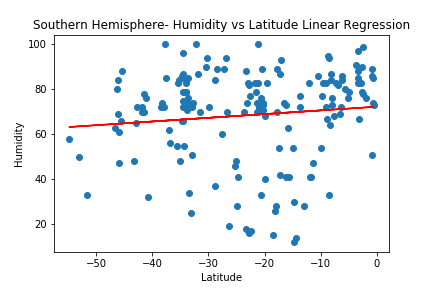 Southern Hemisphere- Humidity vs Latitude Linear Regression
100
80
60
40
20
Humidity
−50 −40 −30 −20 −10 0
Latitude